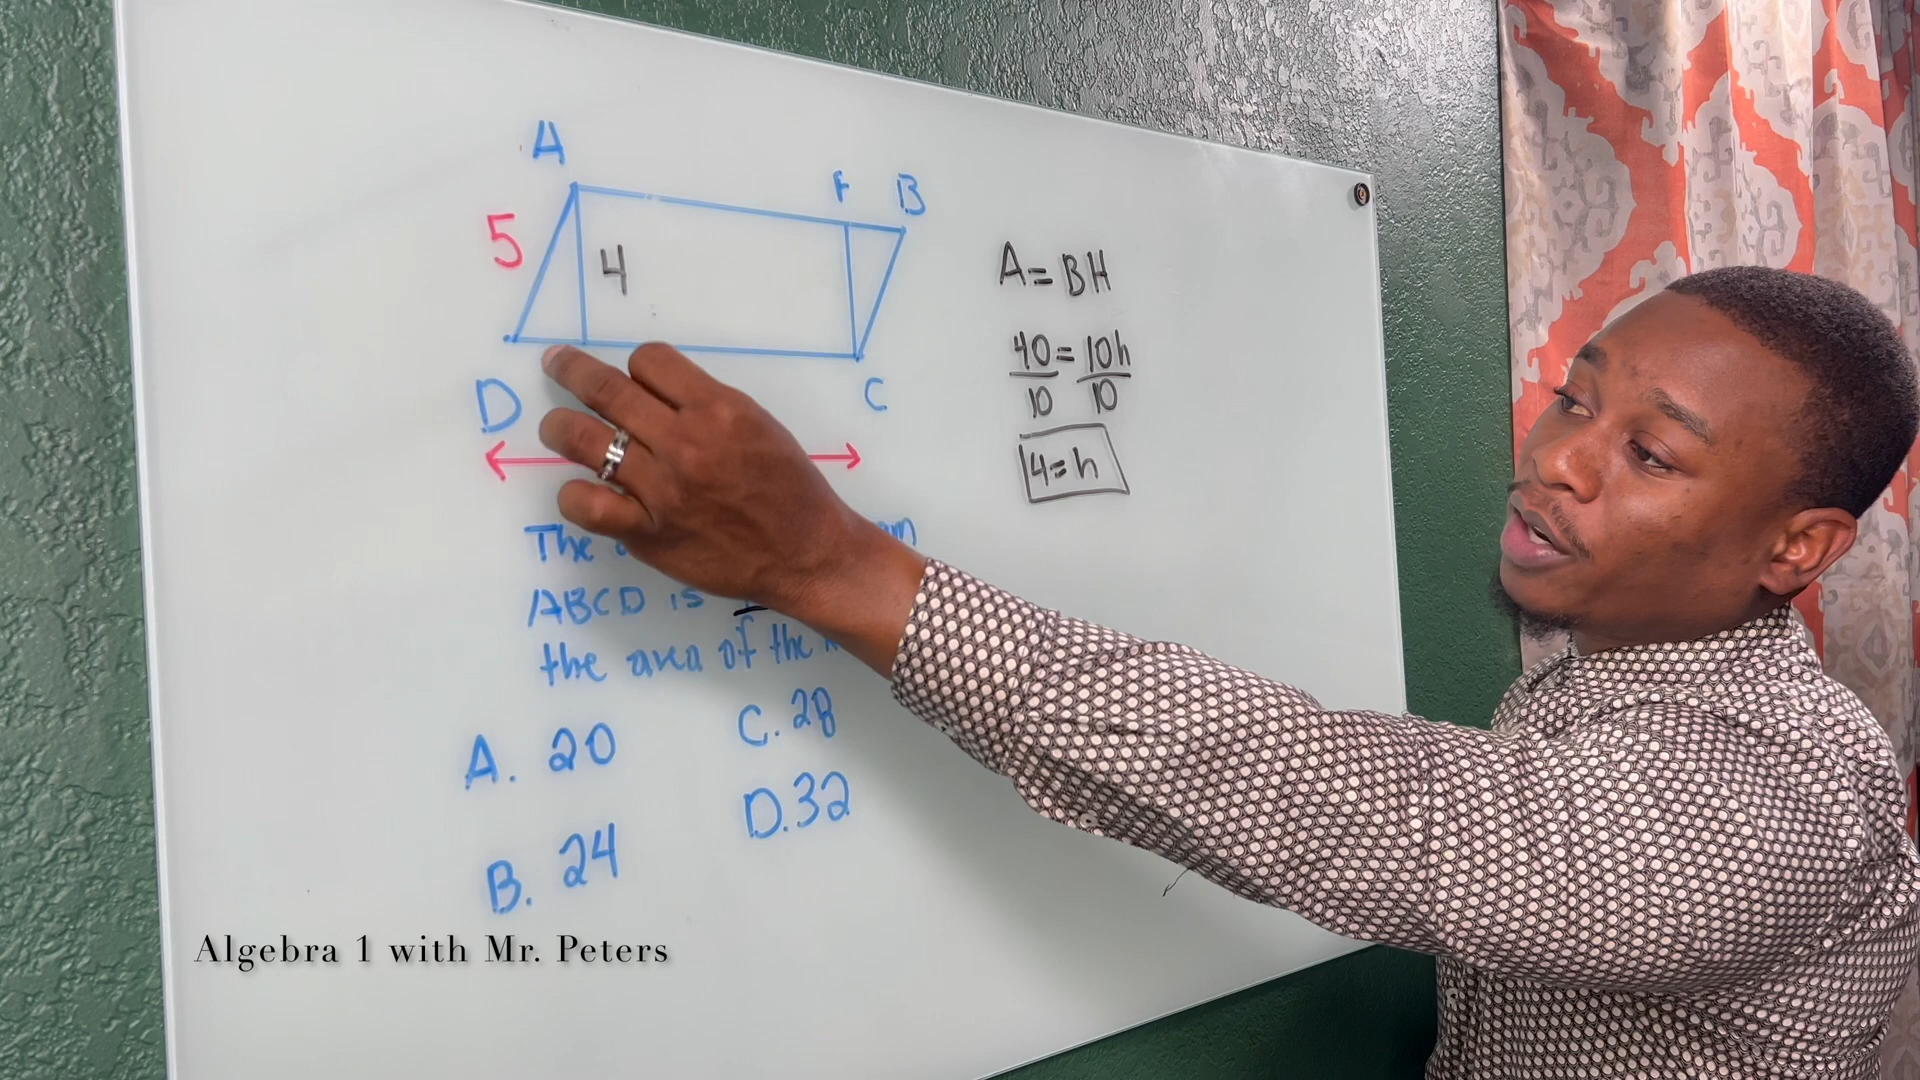 A
F B
5
4
D
C
A = BH
40 = 10h
10 10
4 = h
The
ABCD is
the area of the
A. 20
C. 28
D. 32
B. 24
Algebra 1 with Mr. Peters